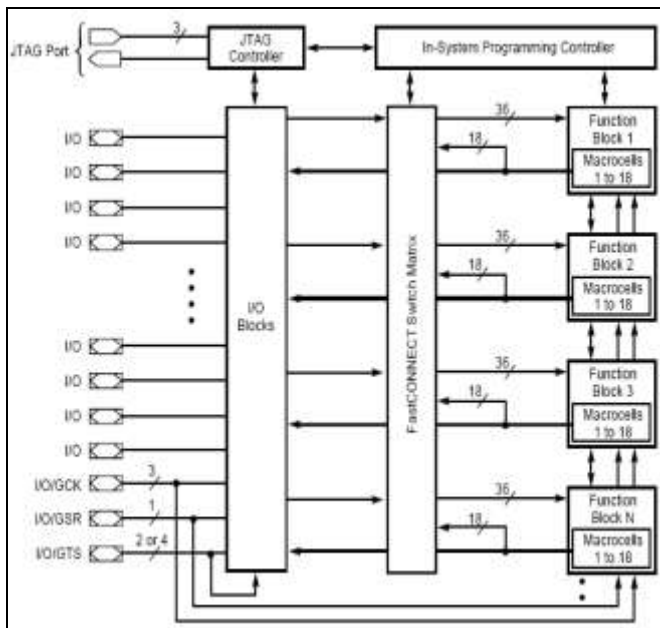 JTAG Port
3
JTAG
Controller
In-System Programming Controller
I/O
I/O
I/O
I/O
I/O
I/O
I/O
I/O
I/O/GCK
3
I/O/GSR
1
I/O/GTS
2 or 4
I/O
Blocks
FastCONNECT Switch Matrix
36
18
Function
Block 1
Macrocells
1 to 18
36
18
Function
Block 2
Macrocells
1 to 18
36
18
Function
Block 3
Macrocells
1 to 18
36
18
Function
Block N
Macrocells
1 to 18